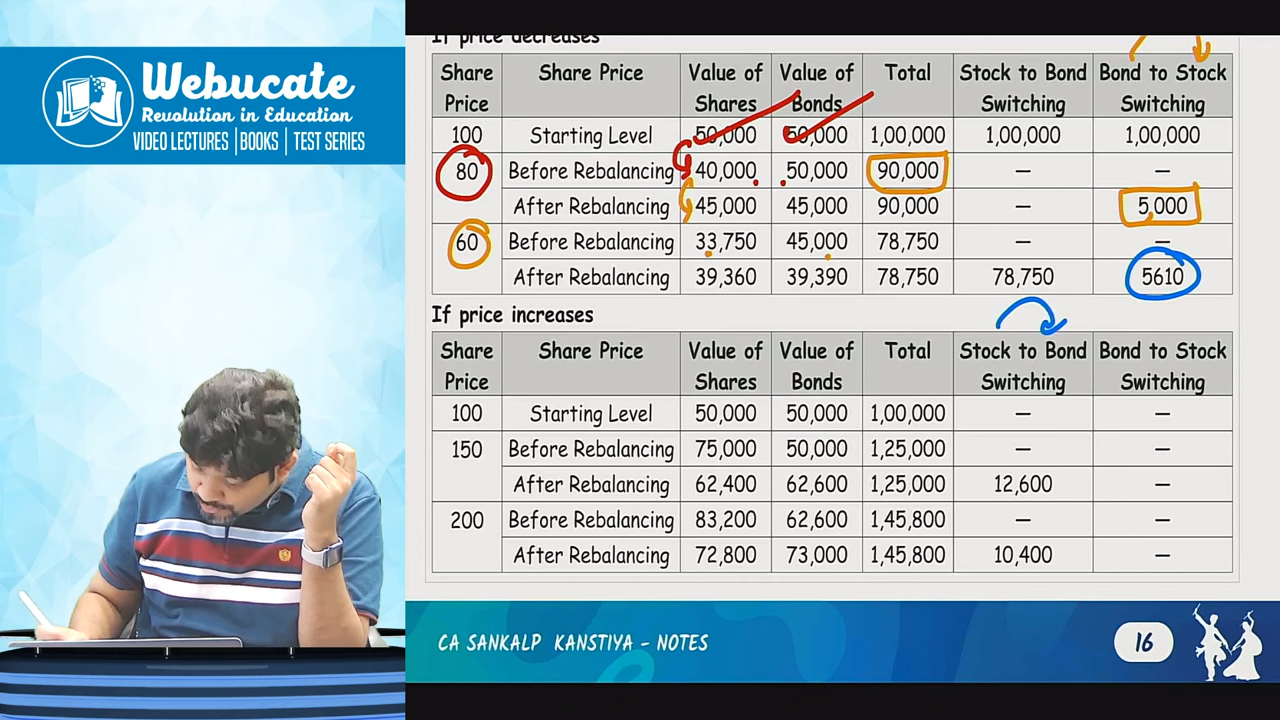 Webucate
Revolution in Education
VIDEO LECTURES | BOOKS | TEST SERIES
If price decreases
Share Price | Share Price | Value of Shares | Value of Bonds | Total | Stock to Bond Switching | Bond to Stock Switching
100 | Starting Level | 50,000 | 50,000 | 1,00,000 | 1,00,000 | 1,00,000
80 | Before Rebalancing | 40,000 | 50,000 | 90,000 | — | —
After Rebalancing | 45,000 | 45,000 | 90,000 | — | 5,000
60 | Before Rebalancing | 33,750 | 45,000 | 78,750 | — | —
After Rebalancing | 39,360 | 39,390 | 78,750 | 78,750 | 5610
If price increases
Share Price | Share Price | Value of Shares | Value of Bonds | Total | Stock to Bond Switching | Bond to Stock Switching
100 | Starting Level | 50,000 | 50,000 | 1,00,000 | — | —
150 | Before Rebalancing | 75,000 | 50,000 | 1,25,000 | — | —
After Rebalancing | 62,400 | 62,600 | 1,25,000 | 12,600 | —
200 | Before Rebalancing | 83,200 | 62,600 | 1,45,800 | — | —
After Rebalancing | 72,800 | 73,000 | 1,45,800 | 10,400 | —
CA SANKALP KANSTIYA - NOTES
16